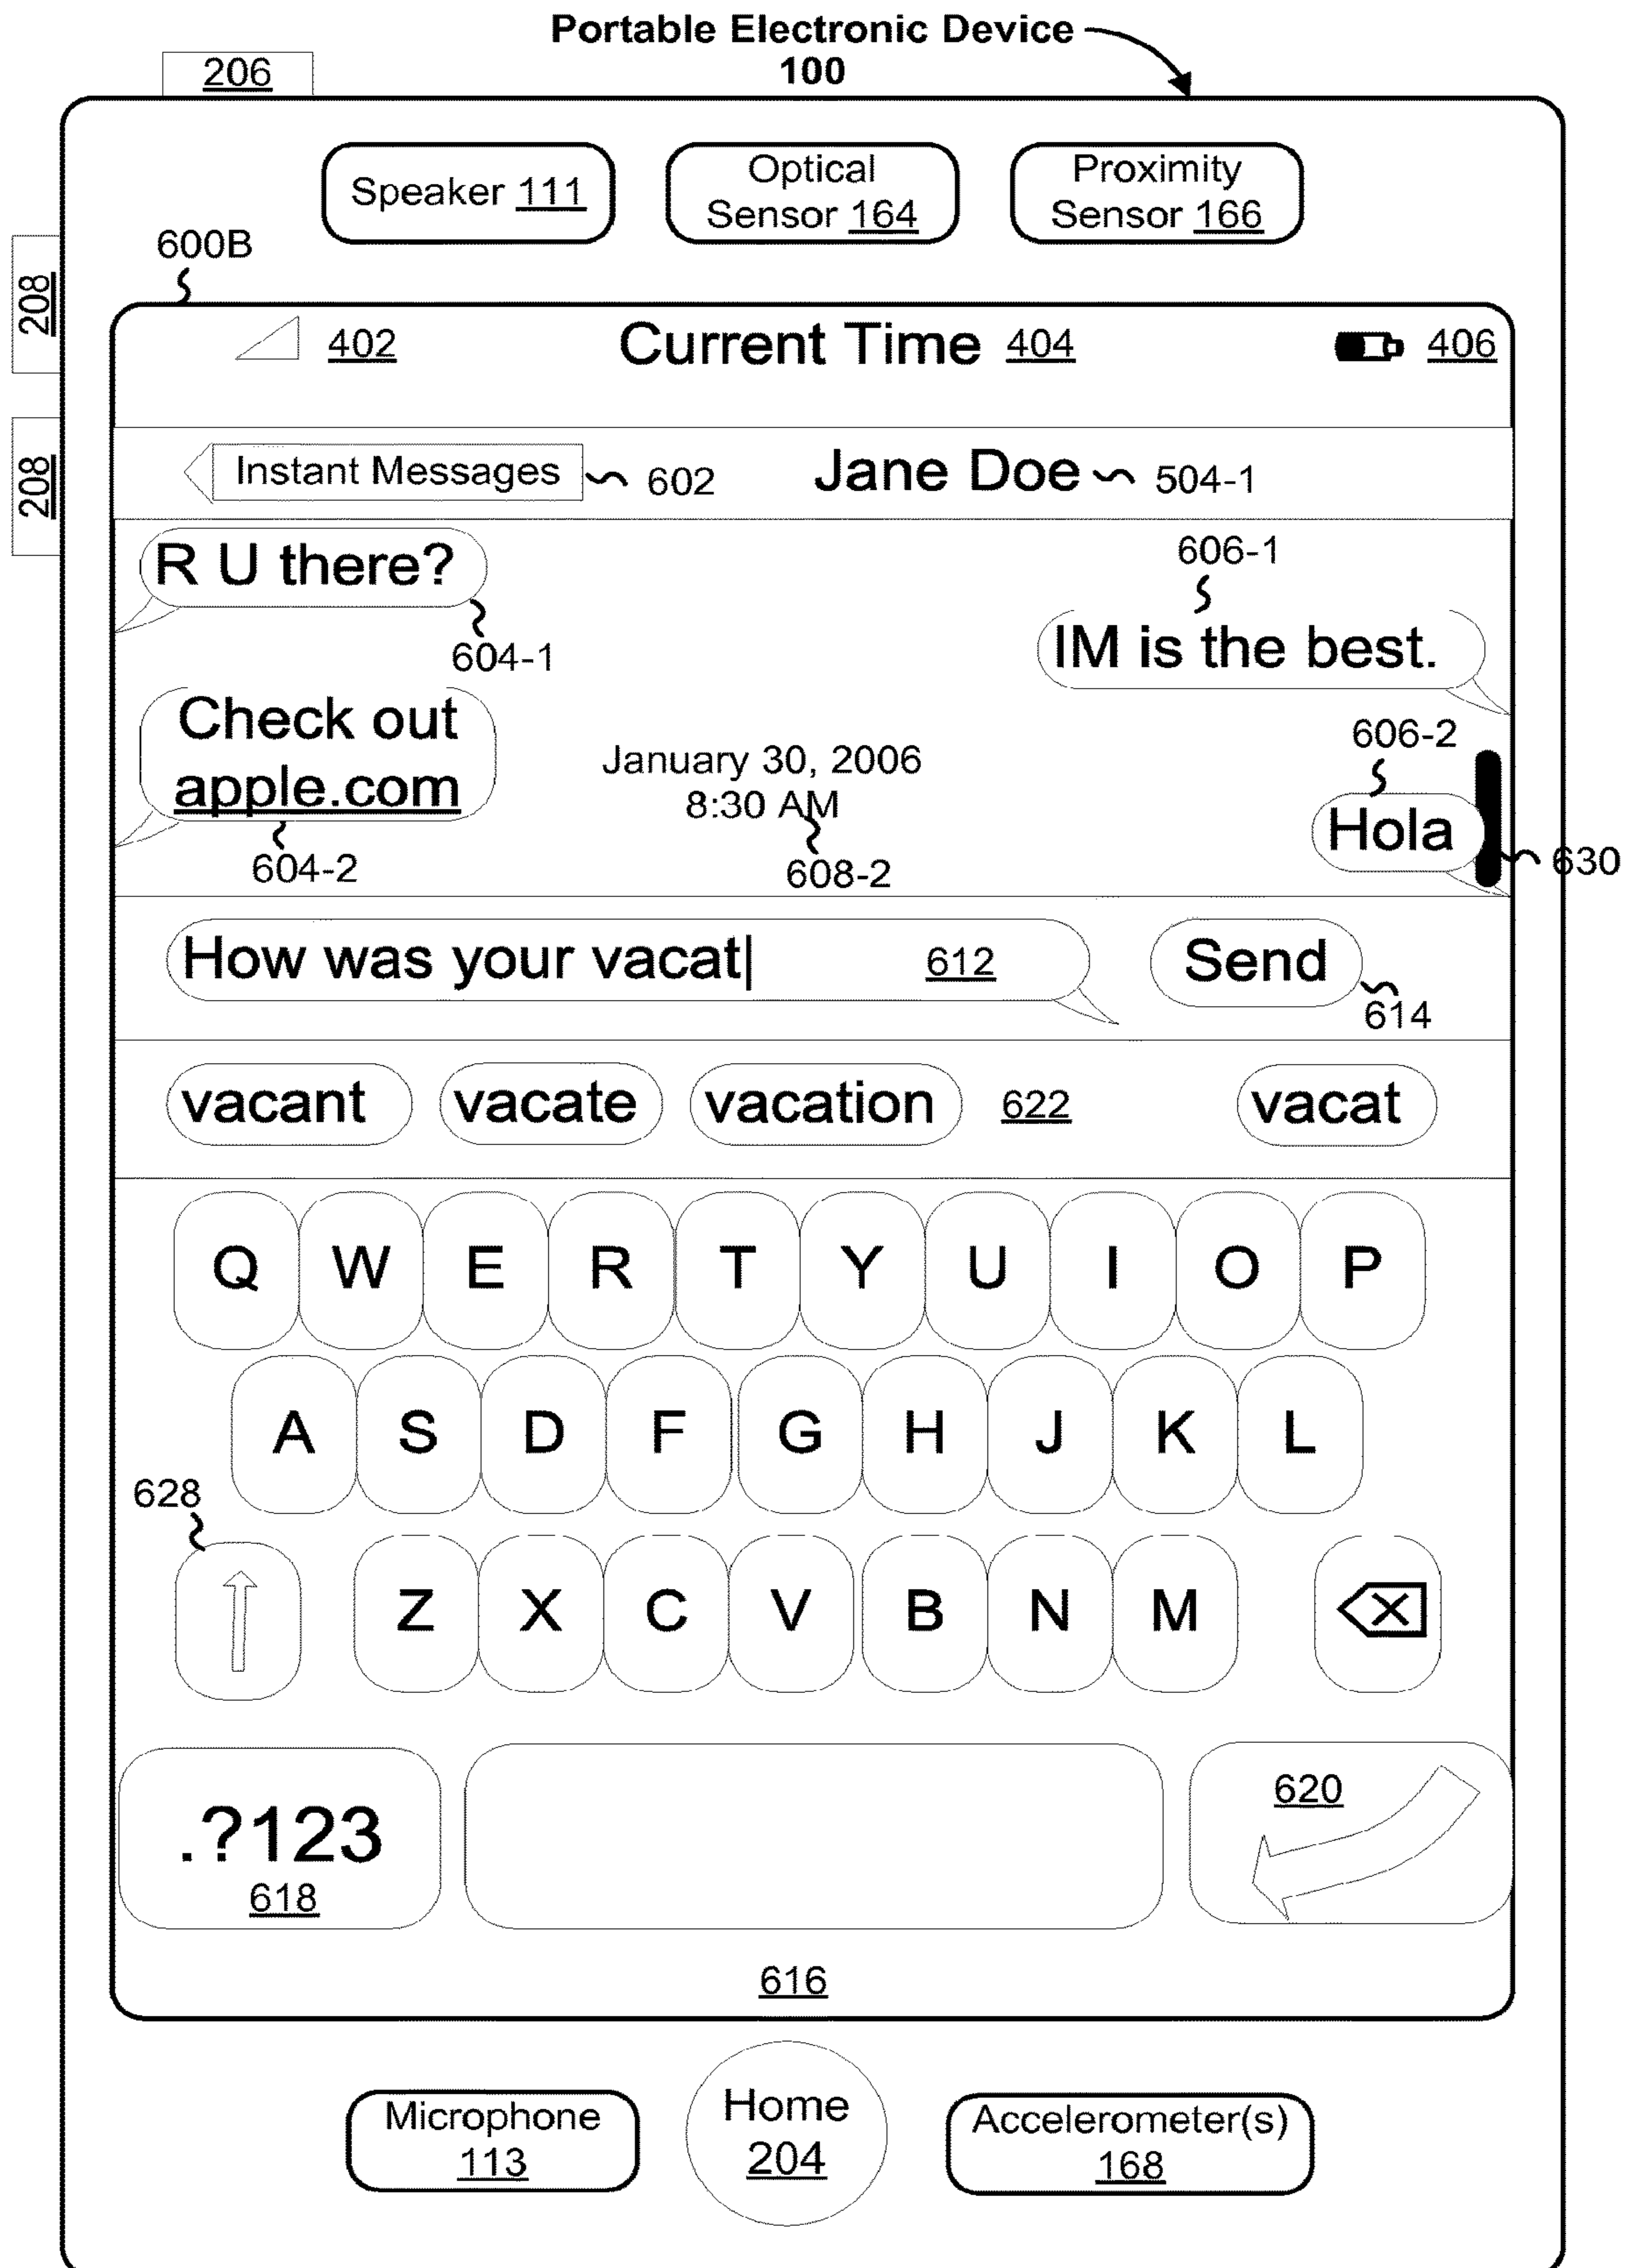 Portable Electronic Device
100
206
Speaker 111
Optical
Sensor 164
Proximity
Sensor 166
600B
208
208
402
Current Time 404
406
Instant Messages
602
Jane Doe
504-1
R U there?
604-1
606-1
IM is the best.
Check out
apple.com
604-2
January 30, 2006
8:30 AM
608-2
606-2
Hola
630
How was your vacat
612
Send
614
vacant
vacate
vacation
622
vacat
Q W E R T Y U I O P
A S D F G H J K L
628
Z X C V B N M
.?123
618
620
616
Microphone
113
Home
204
Accelerometer(s)
168